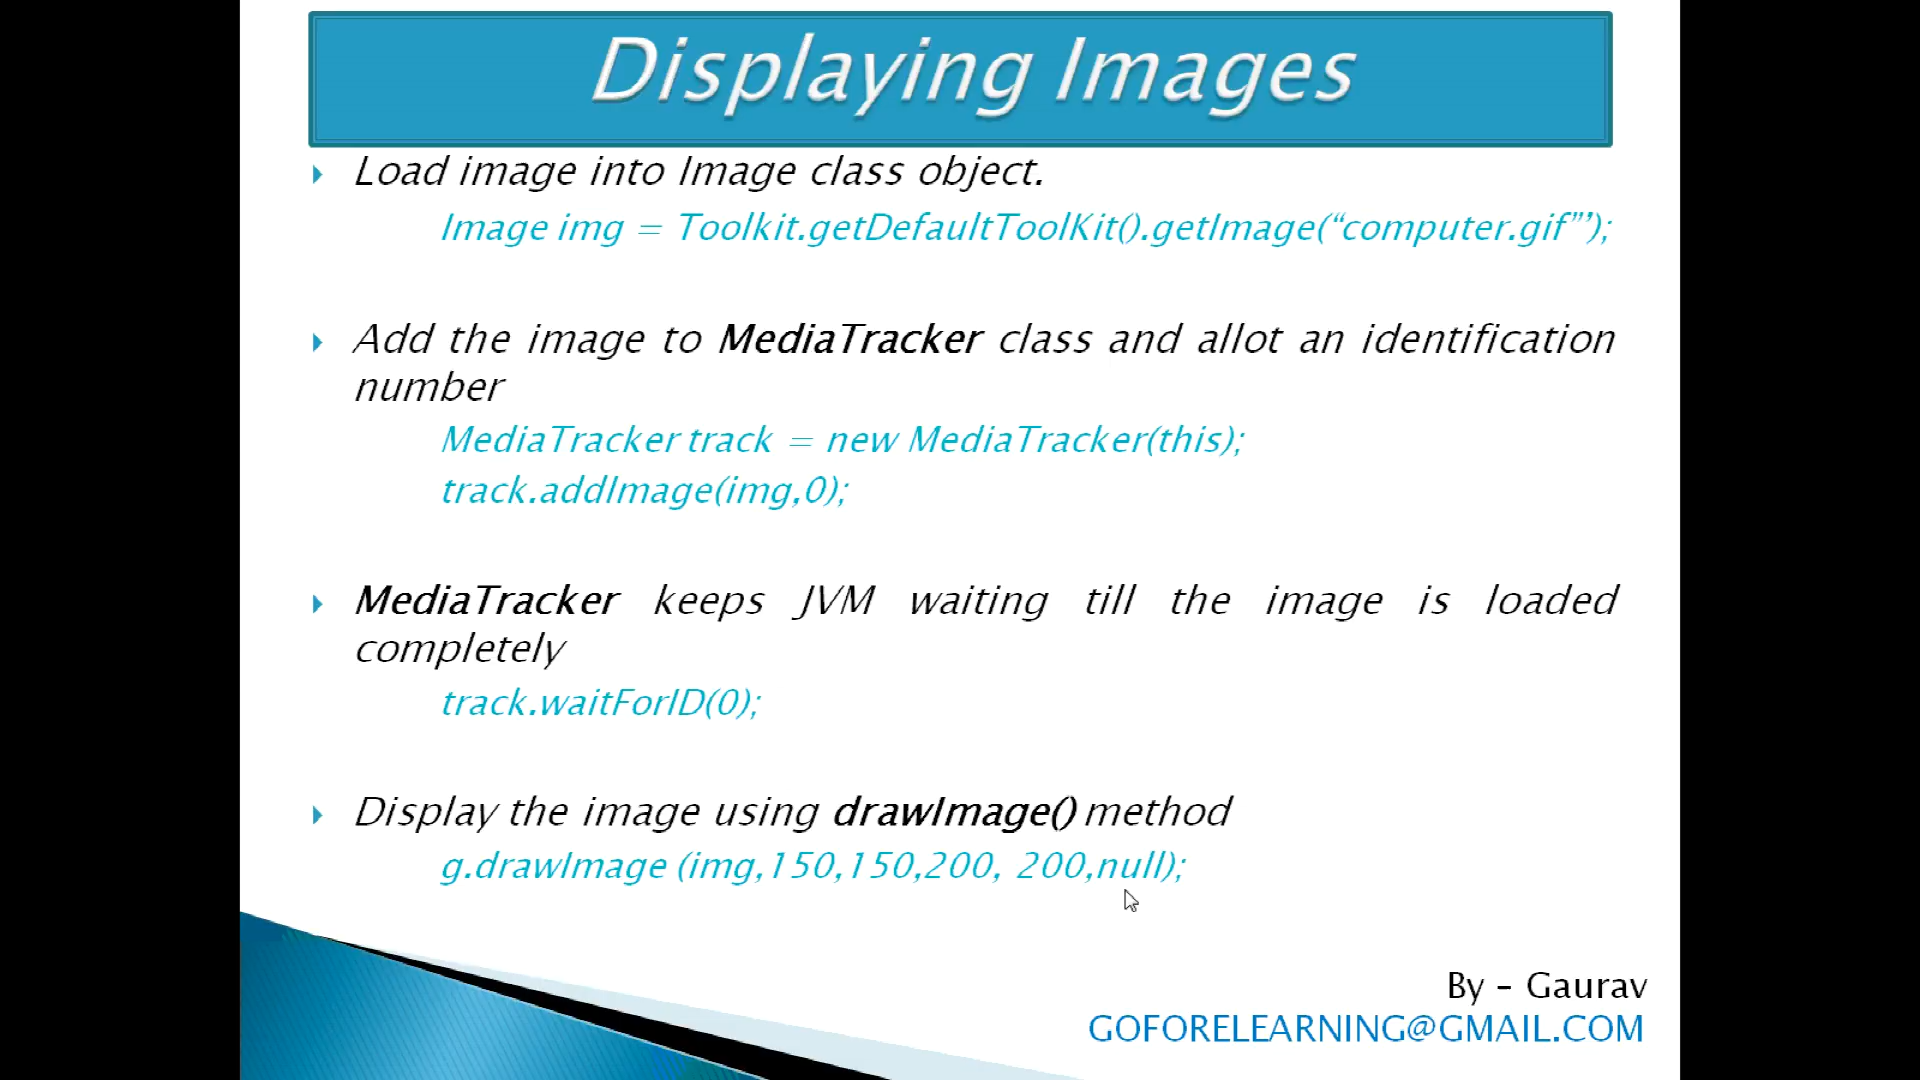 Displaying Images
Load image into Image class object.
Image img = Toolkit.getDefaultToolKit().getImage(“computer.gif”’);
Add the image to MediaTracker class and allot an identification
number
MediaTracker track = new MediaTracker(this);
track.addImage(img,0);
MediaTracker keeps JVM waiting till the image is loaded
completely
track.waitForID(0);
Display the image using drawImage() method
g.drawImage (img,150,150,200, 200,null);
By - Gaurav
GOFORELEARNING@GMAIL.COM